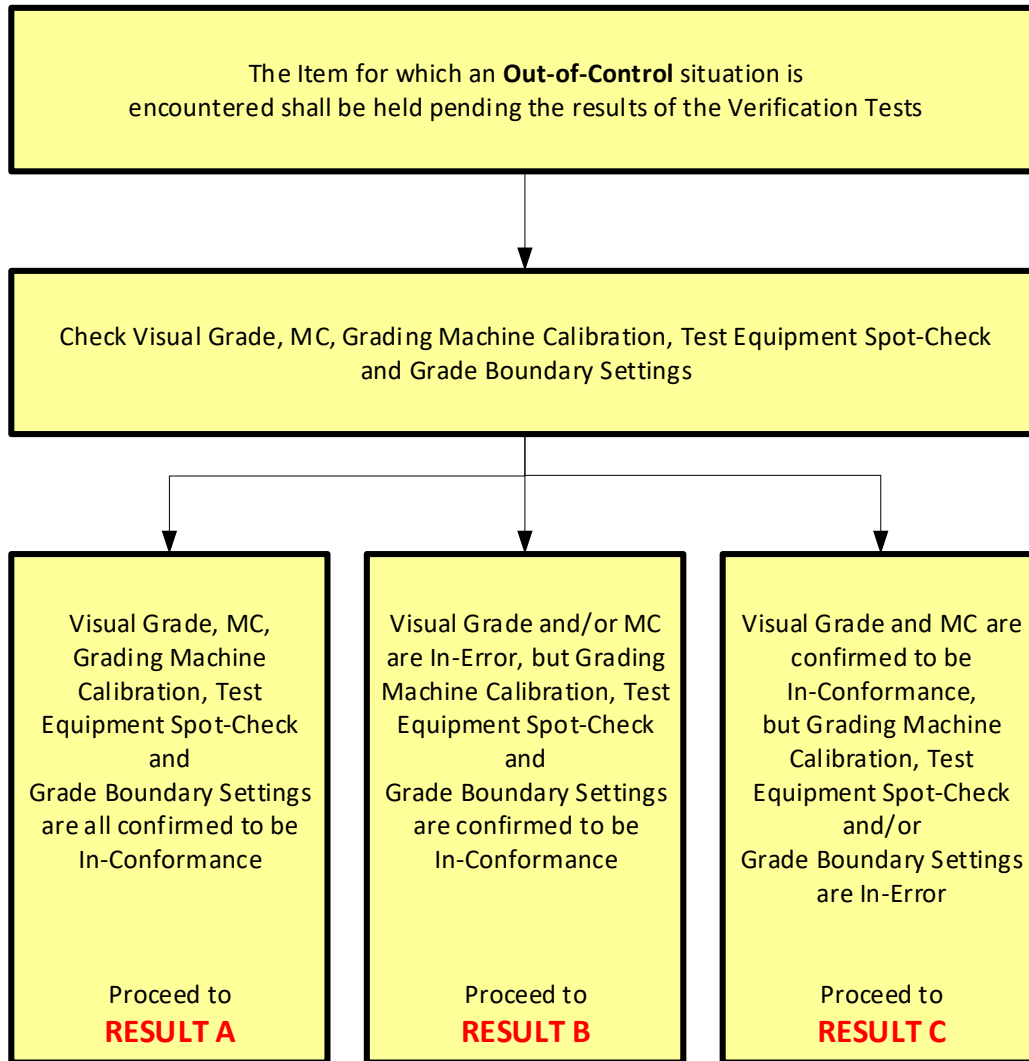 The Item for which an Out-of-Control situation is
encountered shall be held pending the results of the Verification Tests
Check Visual Grade, MC, Grading Machine Calibration, Test Equipment Spot-Check
and Grade Boundary Settings
Visual Grade, MC,
Grading Machine
Calibration, Test
Equipment Spot-Check
and
Grade Boundary Settings
are all confirmed to be
In-Conformance
Proceed to
RESULT A
Visual Grade and/or MC
are In-Error, but Grading
Machine Calibration, Test
Equipment Spot-Check
and
Grade Boundary Settings
are confirmed to be
In-Conformance
Proceed to
RESULT B
Visual Grade and MC are
confirmed to be
In-Conformance,
but Grading Machine
Calibration, Test
Equipment Spot-Check
and/or
Grade Boundary Settings
are In-Error
Proceed to
RESULT C